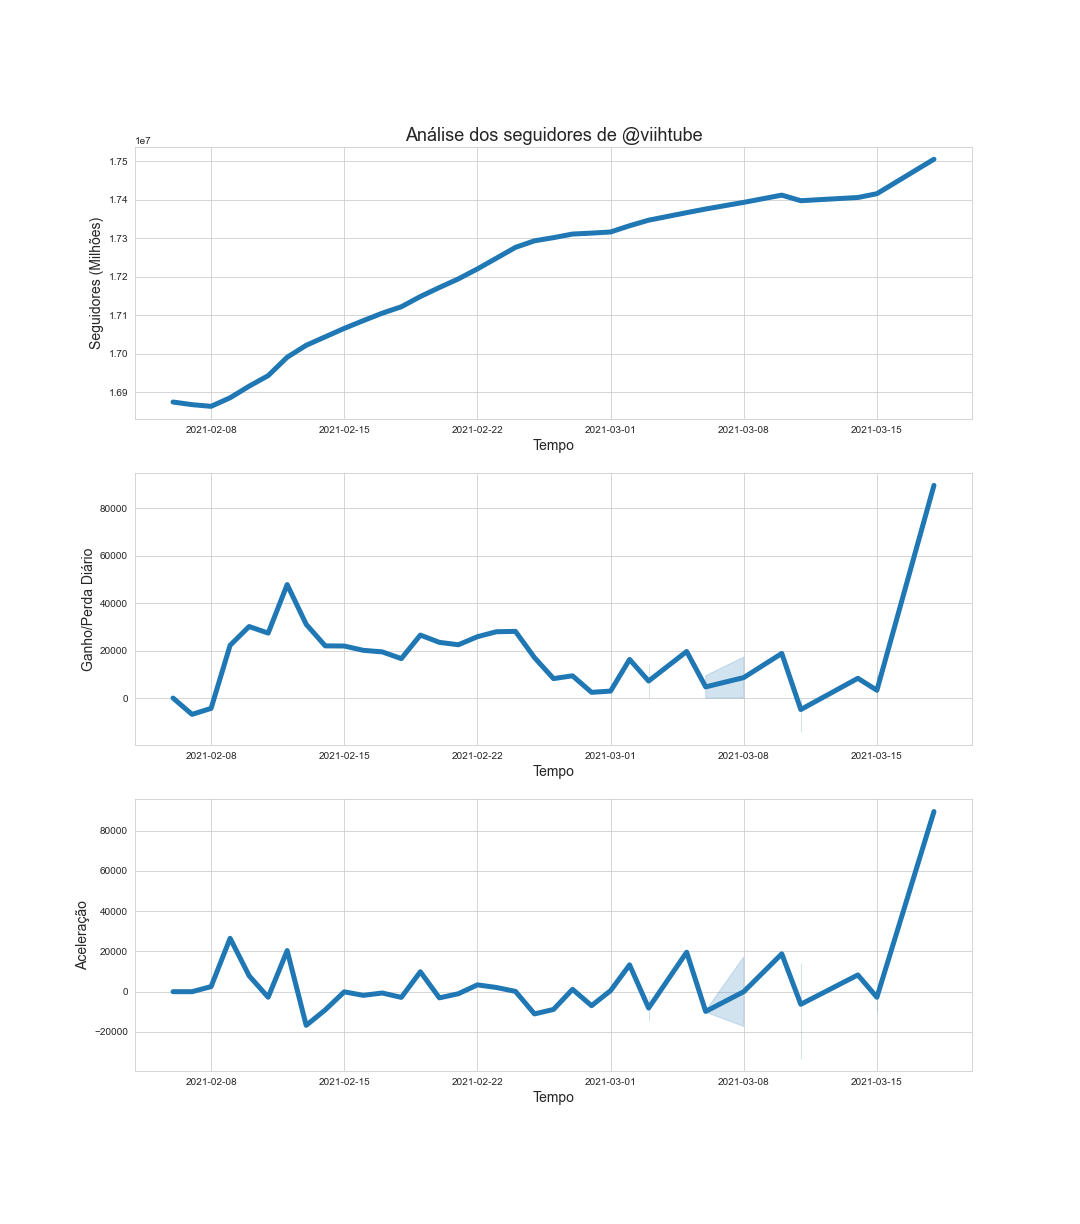 Análise dos seguidores de @viihtube
1e7
1.75
1.74
1.73
1.72
1.71
1.70
1.69
Seguidores (Milhões)
2021-02-08 2021-02-15 2021-02-22 2021-03-01 2021-03-08 2021-03-15
Tempo
80000
60000
40000
20000
0
Ganho/Perda Diário
2021-02-08 2021-02-15 2021-02-22 2021-03-01 2021-03-08 2021-03-15
Tempo
80000
60000
40000
20000
0
−20000
Aceleração
2021-02-08 2021-02-15 2021-02-22 2021-03-01 2021-03-08 2021-03-15
Tempo